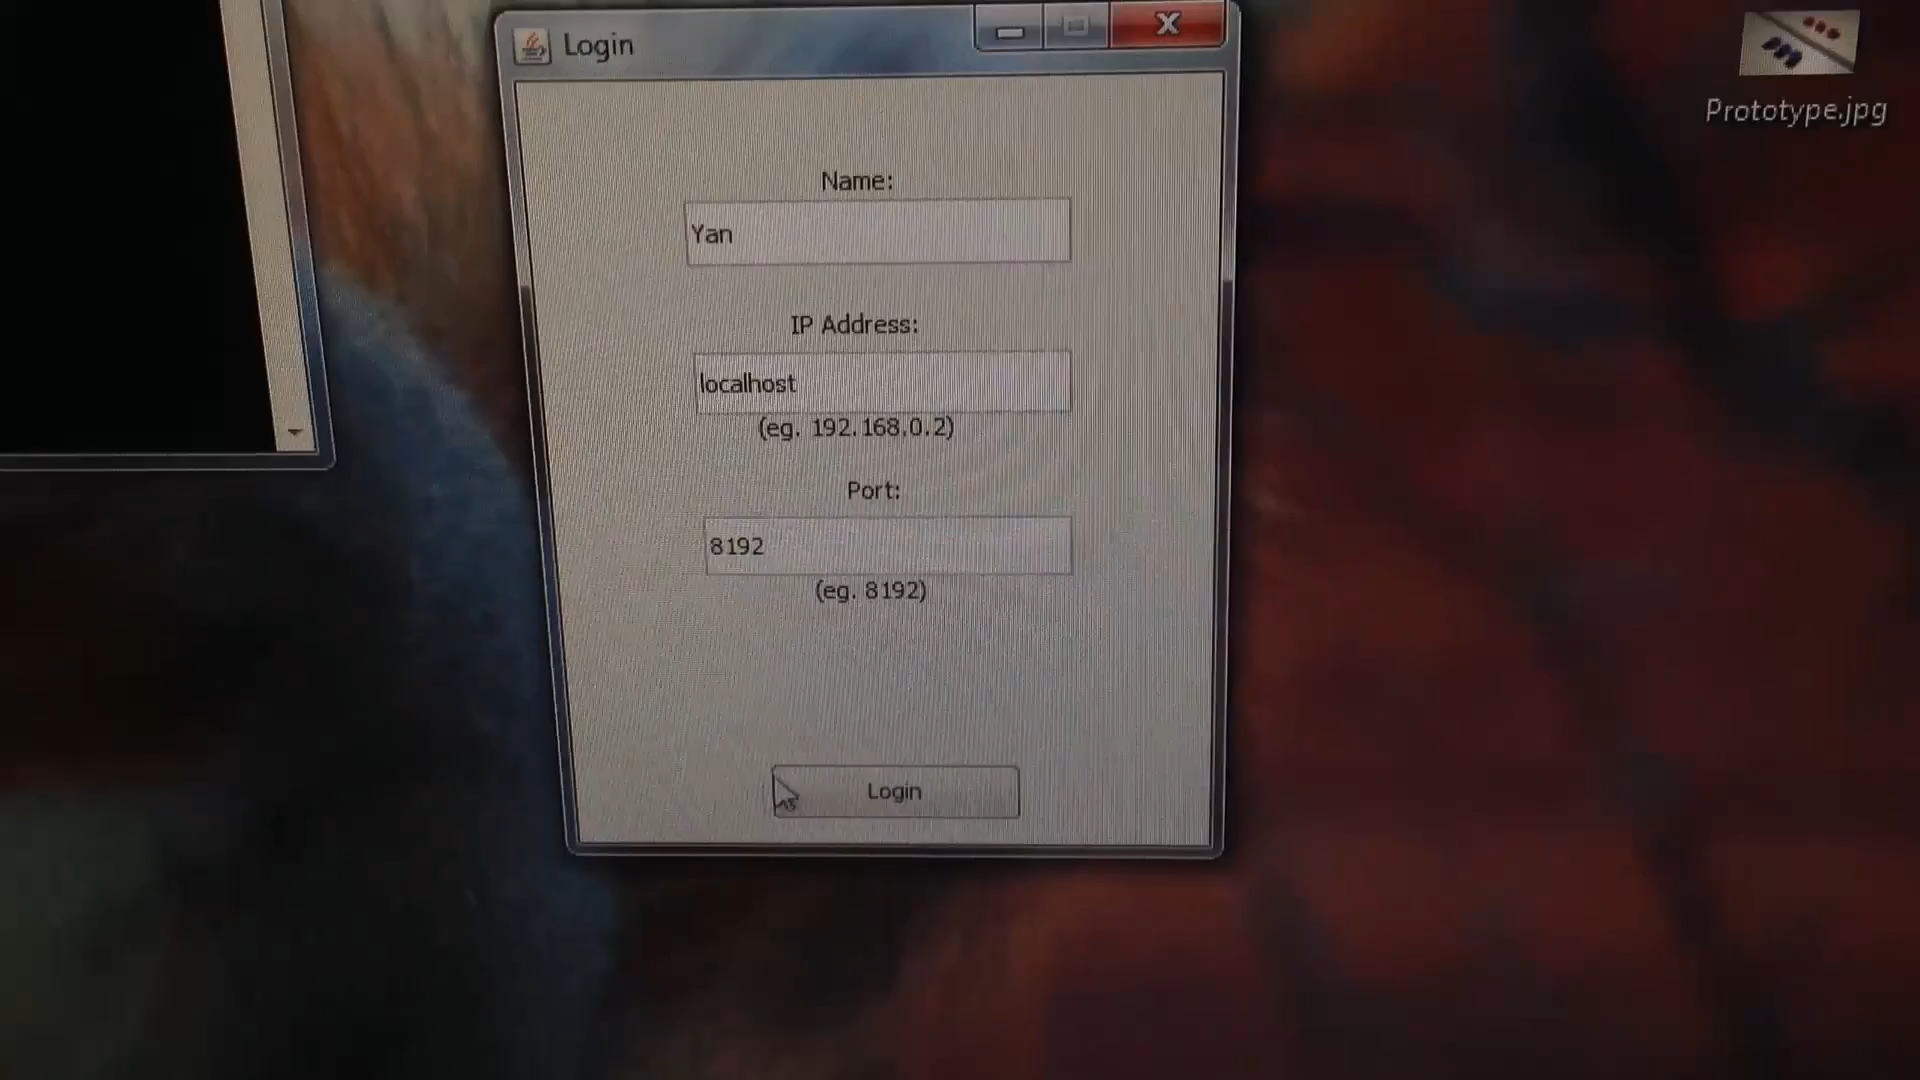 Login
Prototype.jpg
Name:
Yan
IP Address:
localhost
(eg. 192.168.0.2)
Port:
8192
(eg. 8192)
Login